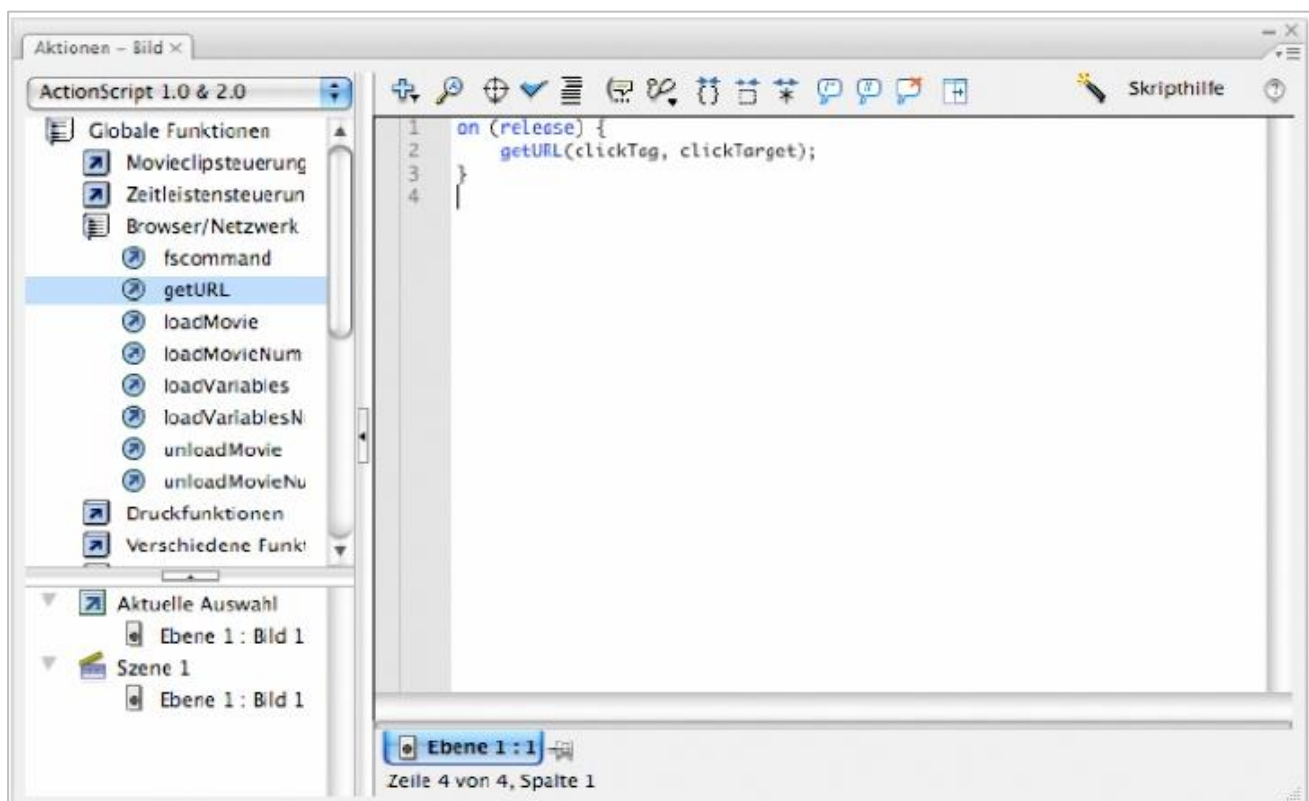 Aktionen – Bild ×
ActionScript 1.0 & 2.0
Globale Funktionen
Movieclipsteuerung
Zeitleistensteuerun
Browser/Netzwerk
fscommand
getURL
loadMovie
loadMovieNum
loadVariables
loadVariablesN
unloadMovie
unloadMovieNu
Druckfunktionen
Verschiedene Funkt
Aktuelle Auswahl
Ebene 1 : Bild 1
Szene 1
Ebene 1 : Bild 1
Skripthilfe
1 on (release) {
2 getURL(clickTag, clickTarget);
3 }
4
Ebene 1 : 1
Zeile 4 von 4, Spalte 1